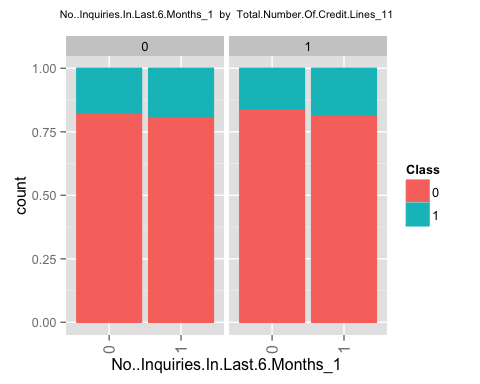 No..Inquiries.In.Last.6.Months_1 by Total.Number.Of.Credit.Lines_11
0 1
1.00
0.75
0.50
0.25
0.00
count
0 1 0 1
No..Inquiries.In.Last.6.Months_1
Class
0
1